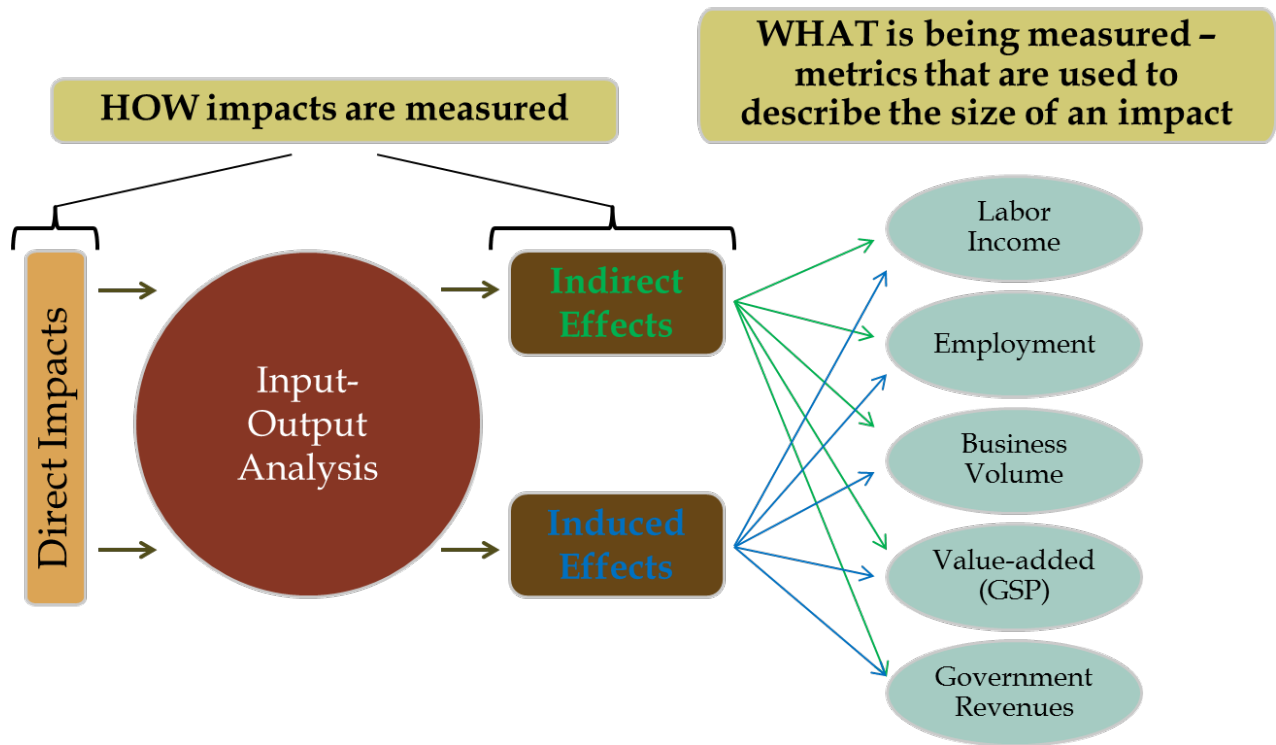 WHAT is being measured –
metrics that are used to
describe the size of an impact
HOW impacts are measured
Direct Impacts
Input-
Output
Analysis
Indirect
Effects
Induced
Effects
Labor
Income
Employment
Business
Volume
Value-added
(GSP)
Government
Revenues